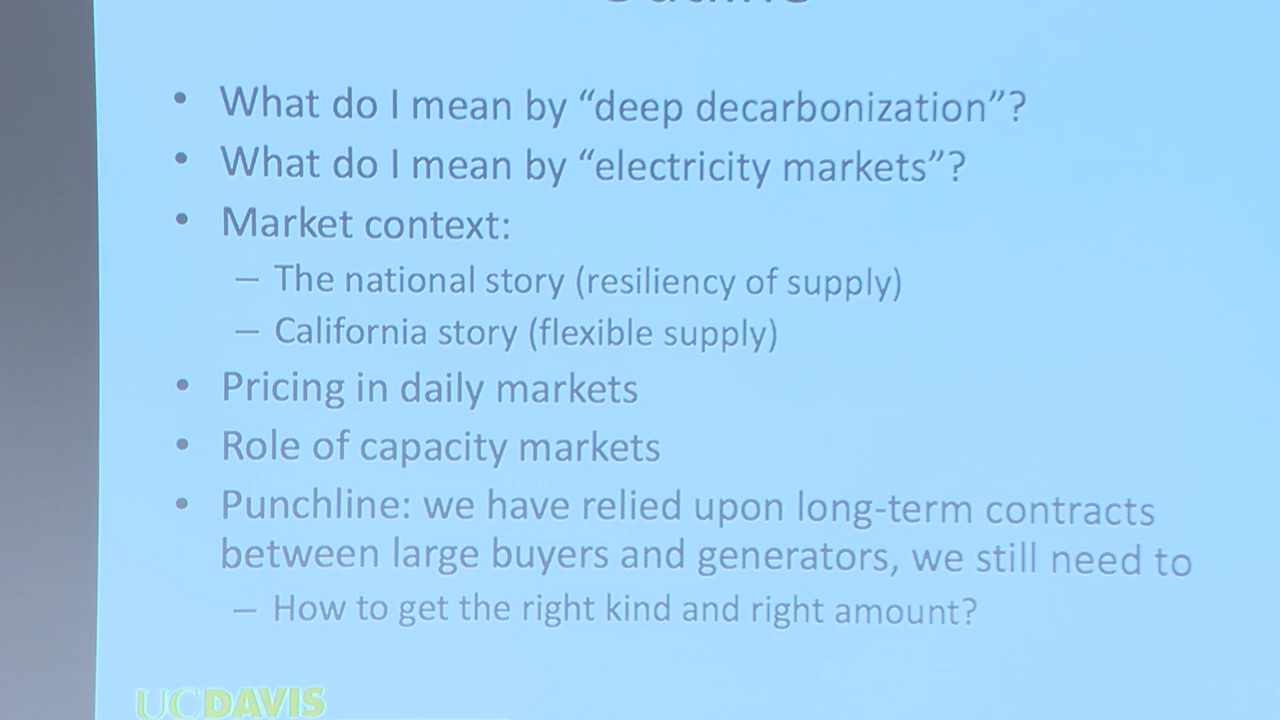 • What do I mean by “deep decarbonization”?
• What do I mean by “electricity markets”?
• Market context:
– The national story (resiliency of supply)
– California story (flexible supply)
• Pricing in daily markets
• Role of capacity markets
• Punchline: we have relied upon long-term contracts
between large buyers and generators, we still need to
– How to get the right kind and right amount?
UCDAVIS